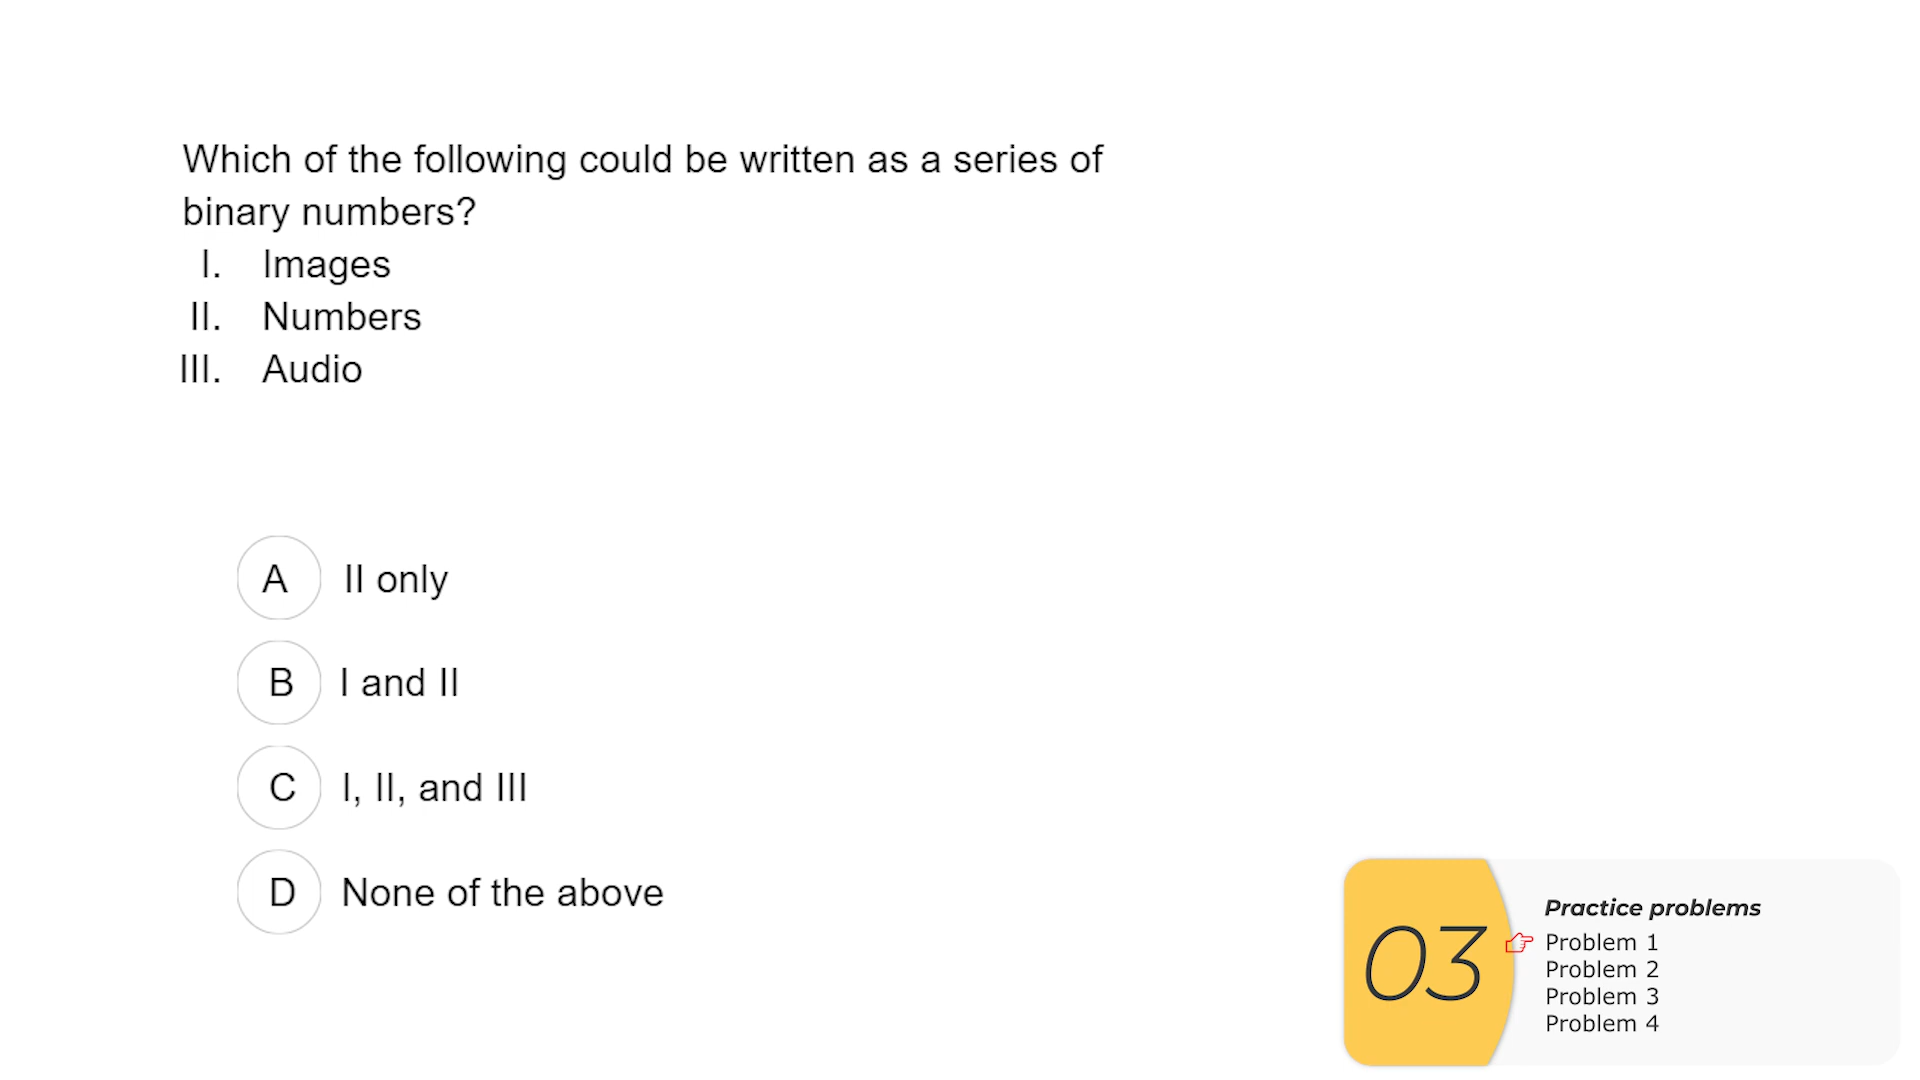 Which of the following could be written as a series of
binary numbers?
I. Images
II. Numbers
III. Audio
A II only
B I and II
C I, II, and III
D None of the above
03
Practice problems
Problem 1
Problem 2
Problem 3
Problem 4